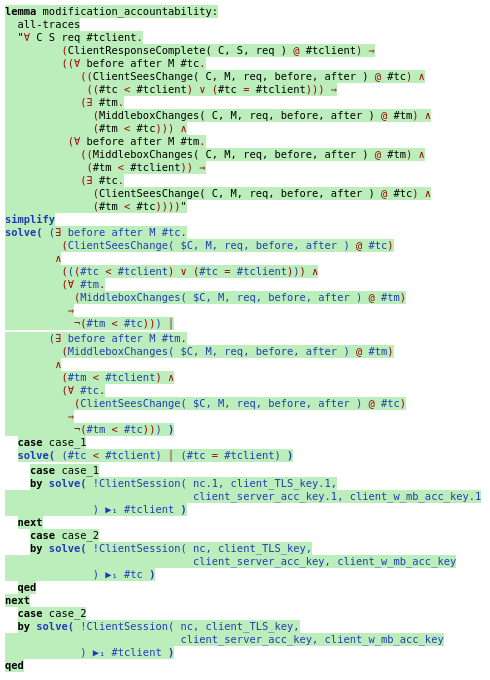 lemma modification_accountability:
  all-traces
  "∀ C S req #tclient.
         (ClientResponseComplete( C, S, req ) @ #tclient) ⇒
         ((∀ before after M #tc.
            ((ClientSeesChange( C, M, req, before, after ) @ #tc) ∧
             ((#tc < #tclient) ∨ (#tc = #tclient))) ⇒
            (∃ #tm.
              (MiddleboxChanges( C, M, req, before, after ) @ #tm) ∧
              (#tm < #tc))) ∧
          (∀ before after M #tm.
            ((MiddleboxChanges( C, M, req, before, after ) @ #tm) ∧
             (#tm < #tclient)) ⇒
            (∃ #tc.
              (ClientSeesChange( C, M, req, before, after ) @ #tc) ∧
              (#tm < #tc))))"
simplify
solve( (∃ before after M #tc.
         (ClientSeesChange( $C, M, req, before, after ) @ #tc)
        ∧
         (((#tc < #tclient) ∨ (#tc = #tclient))) ∧
         (∀ #tm.
           (MiddleboxChanges( $C, M, req, before, after ) @ #tm)
          ⇒
           ¬(#tm < #tc))) |
       (∃ before after M #tm.
         (MiddleboxChanges( $C, M, req, before, after ) @ #tm)
        ∧
         (#tm < #tclient) ∧
         (∀ #tc.
           (ClientSeesChange( $C, M, req, before, after ) @ #tc)
          ⇒
           ¬(#tm < #tc))) )
  case case_1
  solve( (#tc < #tclient) | (#tc = #tclient) )
    case case_1
    by solve( !ClientSession( nc.1, client_TLS_key.1,
                              client_server_acc_key.1, client_w_mb_acc_key.1
              ) ▶₁ #tclient )
  next
    case case_2
    by solve( !ClientSession( nc, client_TLS_key,
                              client_server_acc_key, client_w_mb_acc_key
              ) ▶₁ #tc )
  qed
next
  case case_2
  by solve( !ClientSession( nc, client_TLS_key,
                            client_server_acc_key, client_w_mb_acc_key
            ) ▶₁ #tclient )
qed